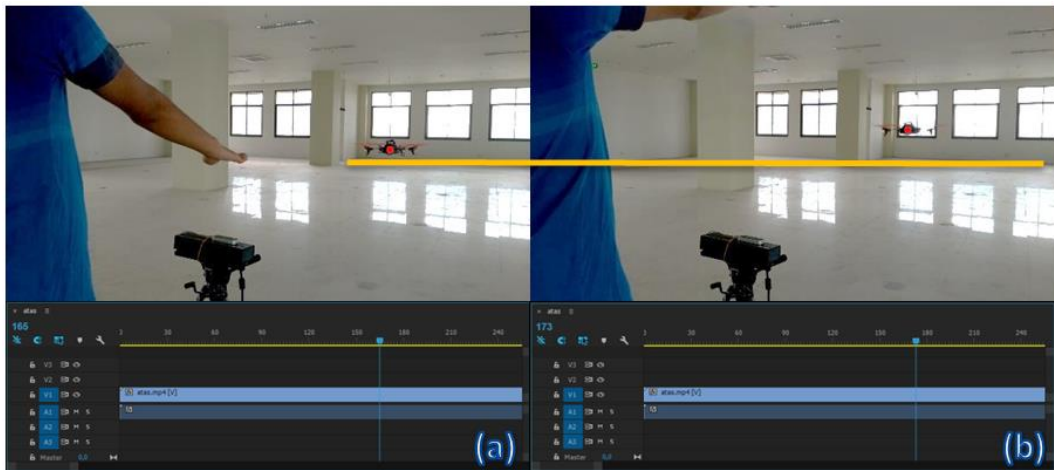 × atas ≡
165
30 60 90 120 150 180 210 240
V3
V2
V1 atas.mp4 [V]
A1 M S
A2 M S
A3 M S
Master 0,0
(a)
× atas ≡
173
30 60 90 120 150 180 210 240
V3
V2
V1 atas.mp4 [V]
A1 M S
A2 M S
A3 M S
Master 0,0
(b)